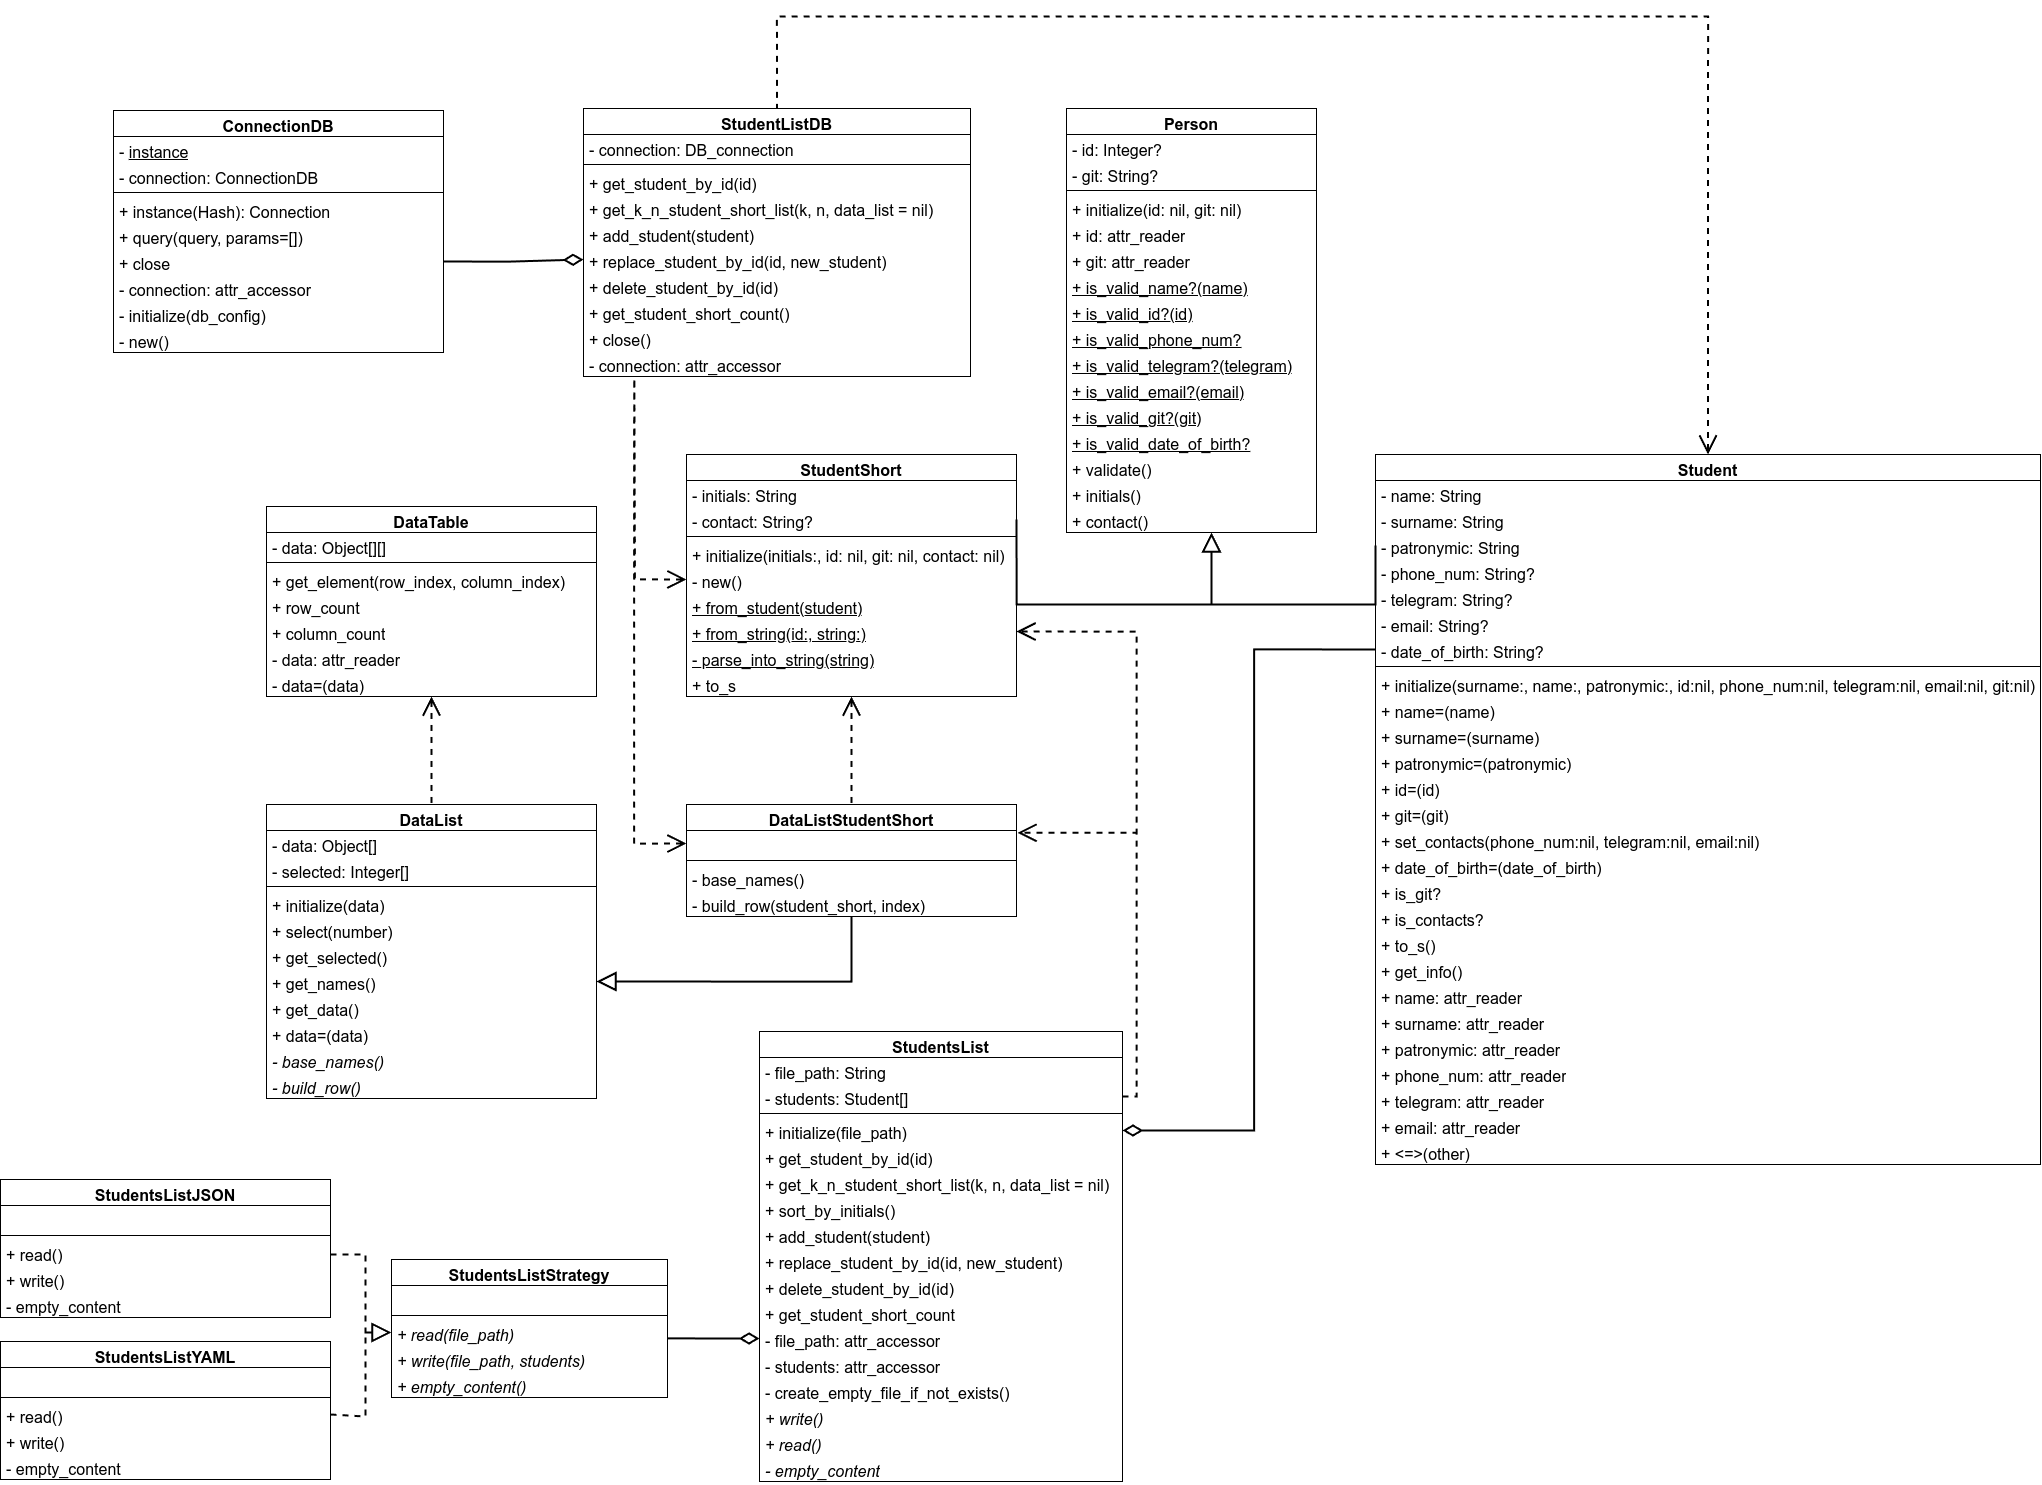 ConnectionDB
- instance
- connection: ConnectionDB
+ instance(Hash): Connection
+ query(query, params=[])
+ close
- connection: attr_accessor
- initialize(db_config)
- new()
StudentListDB
- connection: DB_connection
+ get_student_by_id(id)
+ get_k_n_student_short_list(k, n, data_list = nil)
+ add_student(student)
+ replace_student_by_id(id, new_student)
+ delete_student_by_id(id)
+ get_student_short_count()
+ close()
- connection: attr_accessor
Person
- id: Integer?
- git: String?
+ initialize(id: nil, git: nil)
+ id: attr_reader
+ git: attr_reader
+ is_valid_name?(name)
+ is_valid_id?(id)
+ is_valid_phone_num?
+ is_valid_telegram?(telegram)
+ is_valid_email?(email)
+ is_valid_git?(git)
+ is_valid_date_of_birth?
+ validate()
+ initials()
+ contact()
StudentShort
- initials: String
- contact: String?
+ initialize(initials:, id: nil, git: nil, contact: nil)
- new()
+ from_student(student)
+ from_string(id:, string:)
- parse_into_string(string)
+ to_s
Student
- name: String
- surname: String
- patronymic: String
- phone_num: String?
- telegram: String?
- email: String?
- date_of_birth: String?
+ initialize(surname:, name:, patronymic:, id:nil, phone_num:nil, telegram:nil, email:nil, git:nil)
+ name=(name)
+ surname=(surname)
+ patronymic=(patronymic)
+ id=(id)
+ git=(git)
+ set_contacts(phone_num:nil, telegram:nil, email:nil)
+ date_of_birth=(date_of_birth)
+ is_git?
+ is_contacts?
+ to_s()
+ get_info()
+ name: attr_reader
+ surname: attr_reader
+ patronymic: attr_reader
+ phone_num: attr_reader
+ telegram: attr_reader
+ email: attr_reader
+ <=>(other)
DataTable
- data: Object[][]
+ get_element(row_index, column_index)
+ row_count
+ column_count
- data: attr_reader
- data=(data)
DataList
- data: Object[]
- selected: Integer[]
+ initialize(data)
+ select(number)
+ get_selected()
+ get_names()
+ get_data()
+ data=(data)
- base_names()
- build_row()
DataListStudentShort
- base_names()
- build_row(student_short, index)
StudentsList
- file_path: String
- students: Student[]
+ initialize(file_path)
+ get_student_by_id(id)
+ get_k_n_student_short_list(k, n, data_list = nil)
+ sort_by_initials()
+ add_student(student)
+ replace_student_by_id(id, new_student)
+ delete_student_by_id(id)
+ get_student_short_count
- file_path: attr_accessor
- students: attr_accessor
- create_empty_file_if_not_exists()
+ write()
+ read()
- empty_content
StudentsListJSON
+ read()
+ write()
- empty_content
StudentsListStrategy
+ read(file_path)
+ write(file_path, students)
+ empty_content()
StudentsListYAML
+ read()
+ write()
- empty_content